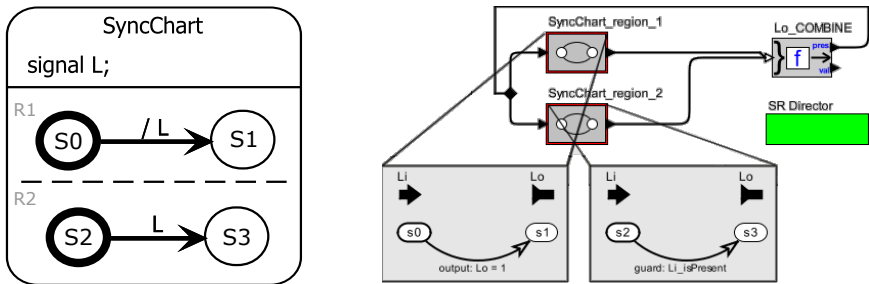 SyncChart
signal L;
R1
S0
/ L
S1
R2
S2
L
S3
SyncChart_region_1
SyncChart_region_2
Lo_COMBINE
} f
pres
val
SR Director
Li
Lo
s0
s1
output: Lo = 1
Li
Lo
s2
s3
guard: Li_isPresent